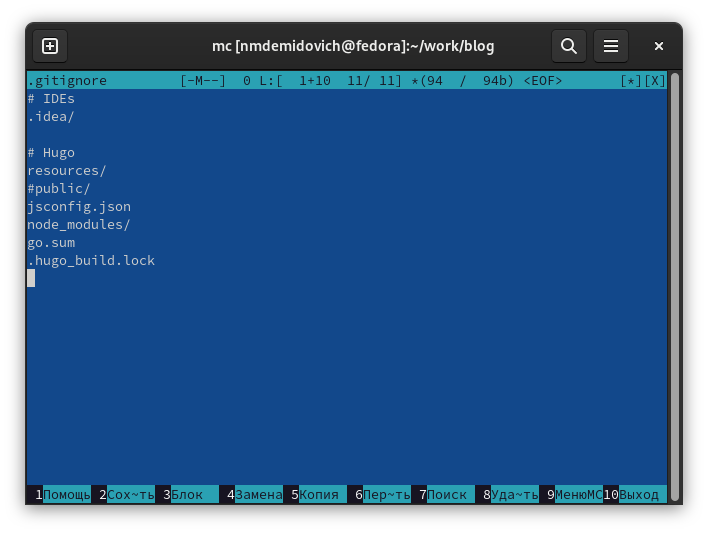 mc [nmdemidovich@fedora]:~/work/blog
.gitignore [-M--] 0 L:[ 1+10 11/ 11] *(94 / 94b) <EOF> [*][X]
# IDEs
.idea/
# Hugo
resources/
#public/
jsconfig.json
node_modules/
go.sum
.hugo_build.lock
1Помощь 2Сох~ть 3Блок 4Замена 5Копия 6Пер~ть 7Поиск 8Уда~ть 9МенюMC 10Выход